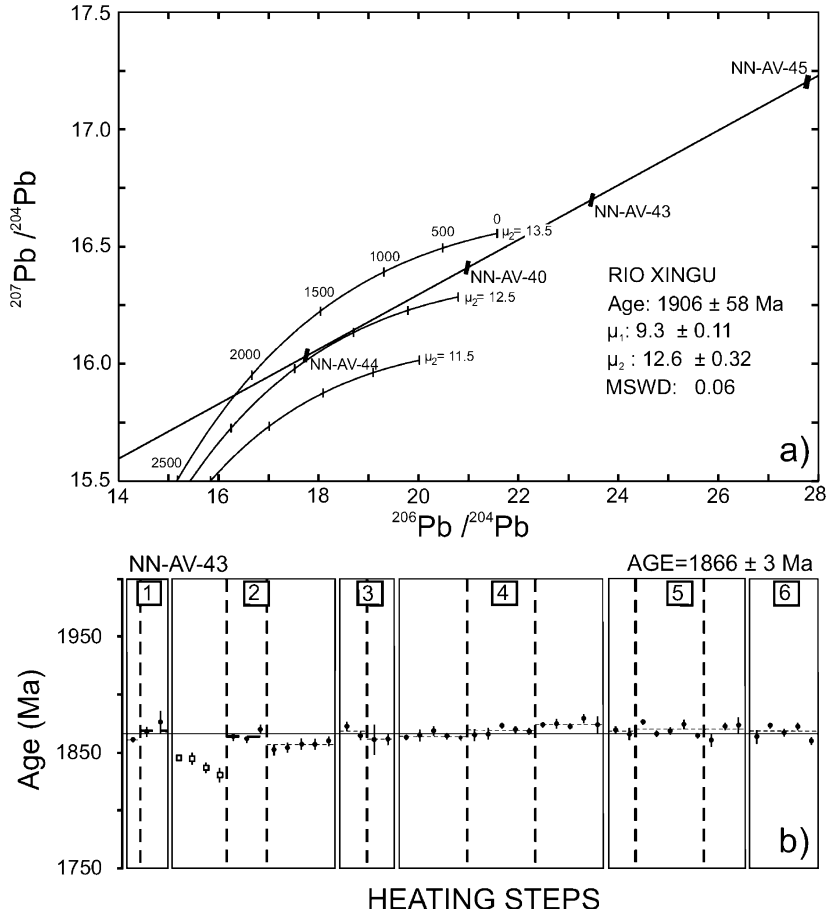 17.5
17.0
16.5
16.0
15.5
²⁰⁷Pb /²⁰⁴Pb
NN-AV-45
NN-AV-43
NN-AV-40
NN-AV-44
0
500
1000
1500
2000
2500
μ₂= 13.5
μ₂= 12.5
μ₂= 11.5
RIO XINGU
Age: 1906 ± 58 Ma
μ₁: 9.3 ± 0.11
μ₂ : 12.6 ± 0.32
MSWD: 0.06
a)
14 16 18 20 22 24 26 28
²⁰⁶Pb /²⁰⁴Pb
NN-AV-43 AGE=1866 ± 3 Ma
1 2 3 4 5 6
1950
1850
1750
Age (Ma)
b)
HEATING STEPS